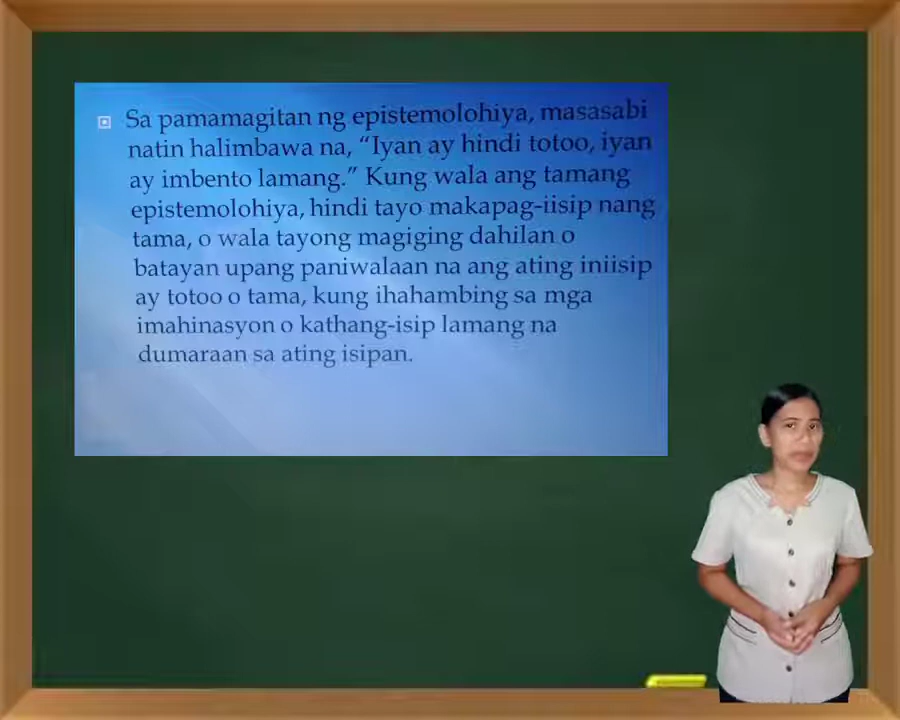 Sa pamamagitan ng epistemolohiya, masasabi
natin halimbawa na, “Iyan ay hindi totoo, iyan
ay imbento lamang.” Kung wala ang tamang
epistemolohiya, hindi tayo makapag-iisip nang
tama, o wala tayong magiging dahilan o
batayan upang paniwalaan na ang ating iniisip
ay totoo o tama, kung ihahambing sa mga
imahinasyon o kathang-isip lamang na
dumaraan sa ating isipan.